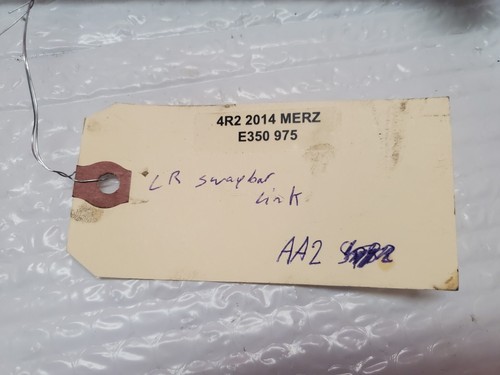 4R2 2014 MERZ
E350 975
LR swaybar
Link
AA2